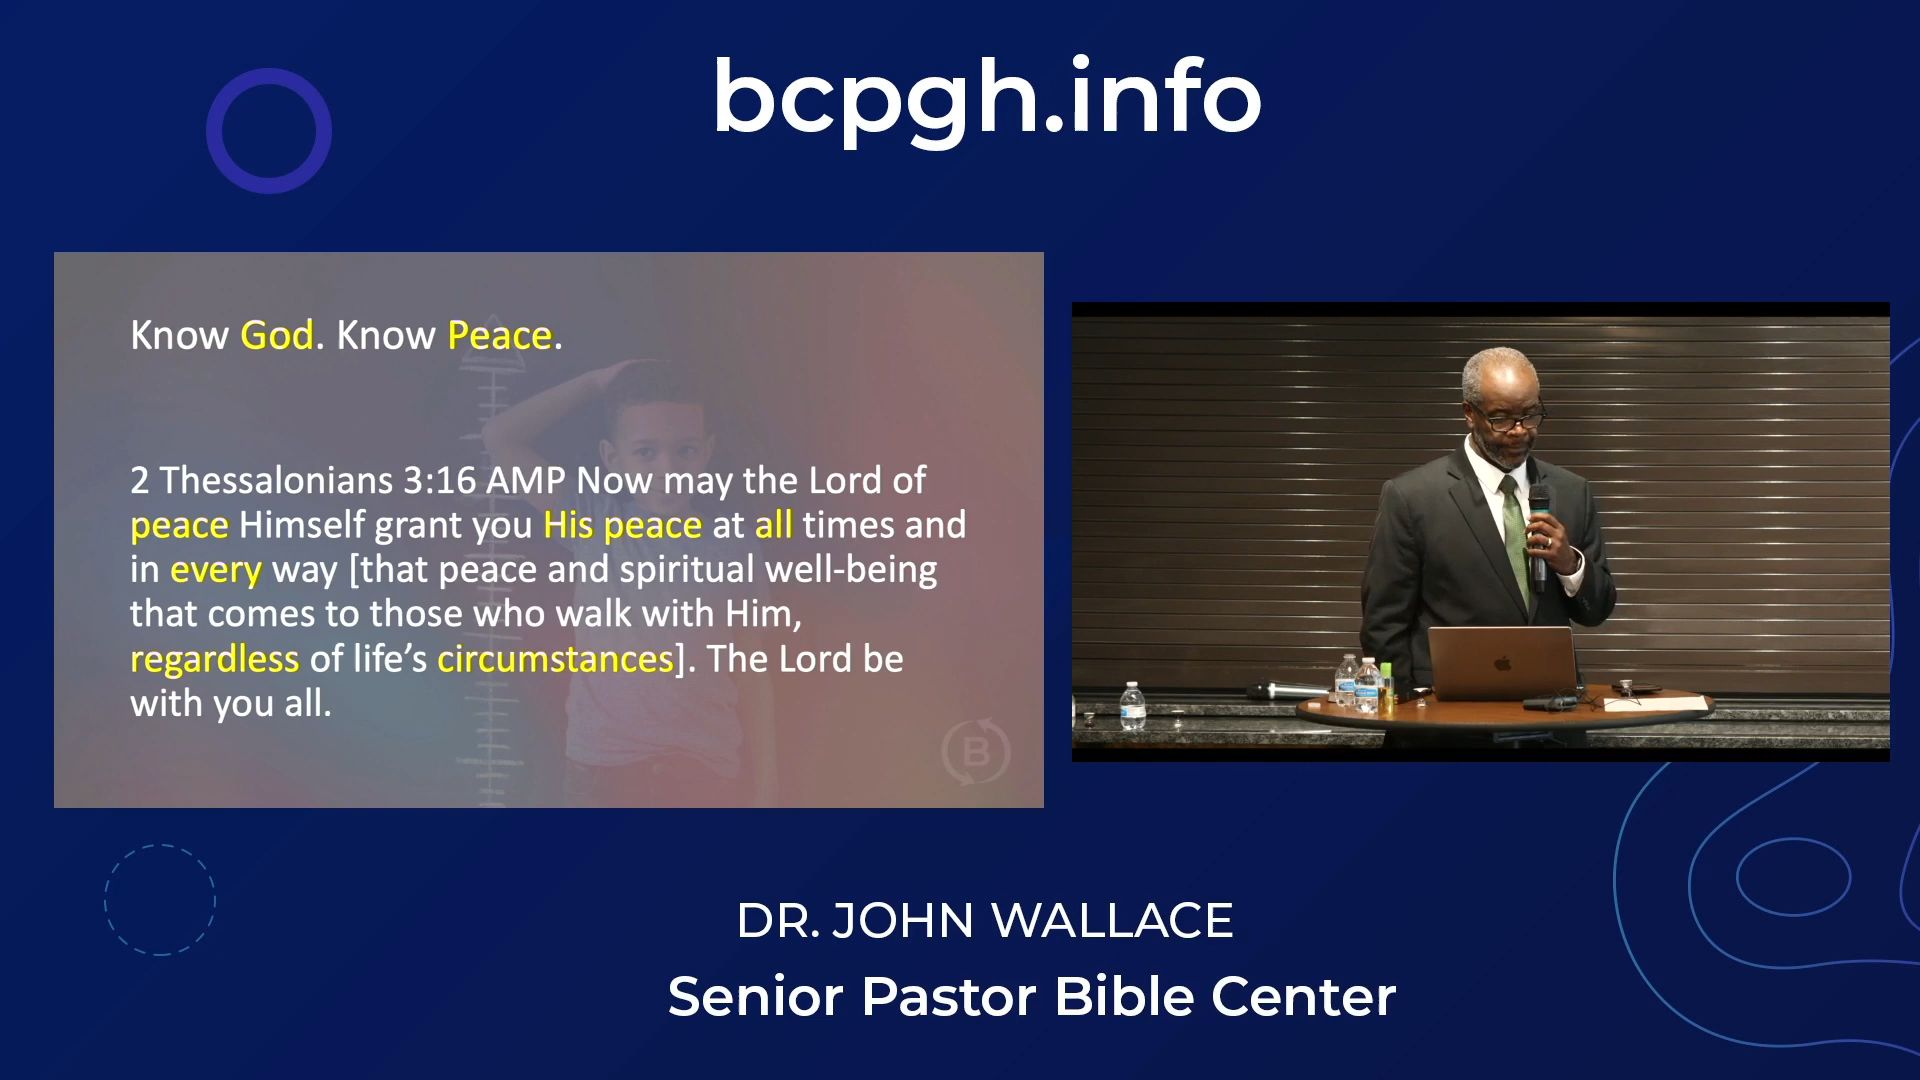 bcpgh.info
Know God. Know Peace.
2 Thessalonians 3:16 AMP Now may the Lord of
peace Himself grant you His peace at all times and
in every way [that peace and spiritual well-being
that comes to those who walk with Him,
regardless of life’s circumstances]. The Lord be
with you all.
B
DR. JOHN WALLACE
Senior Pastor Bible Center